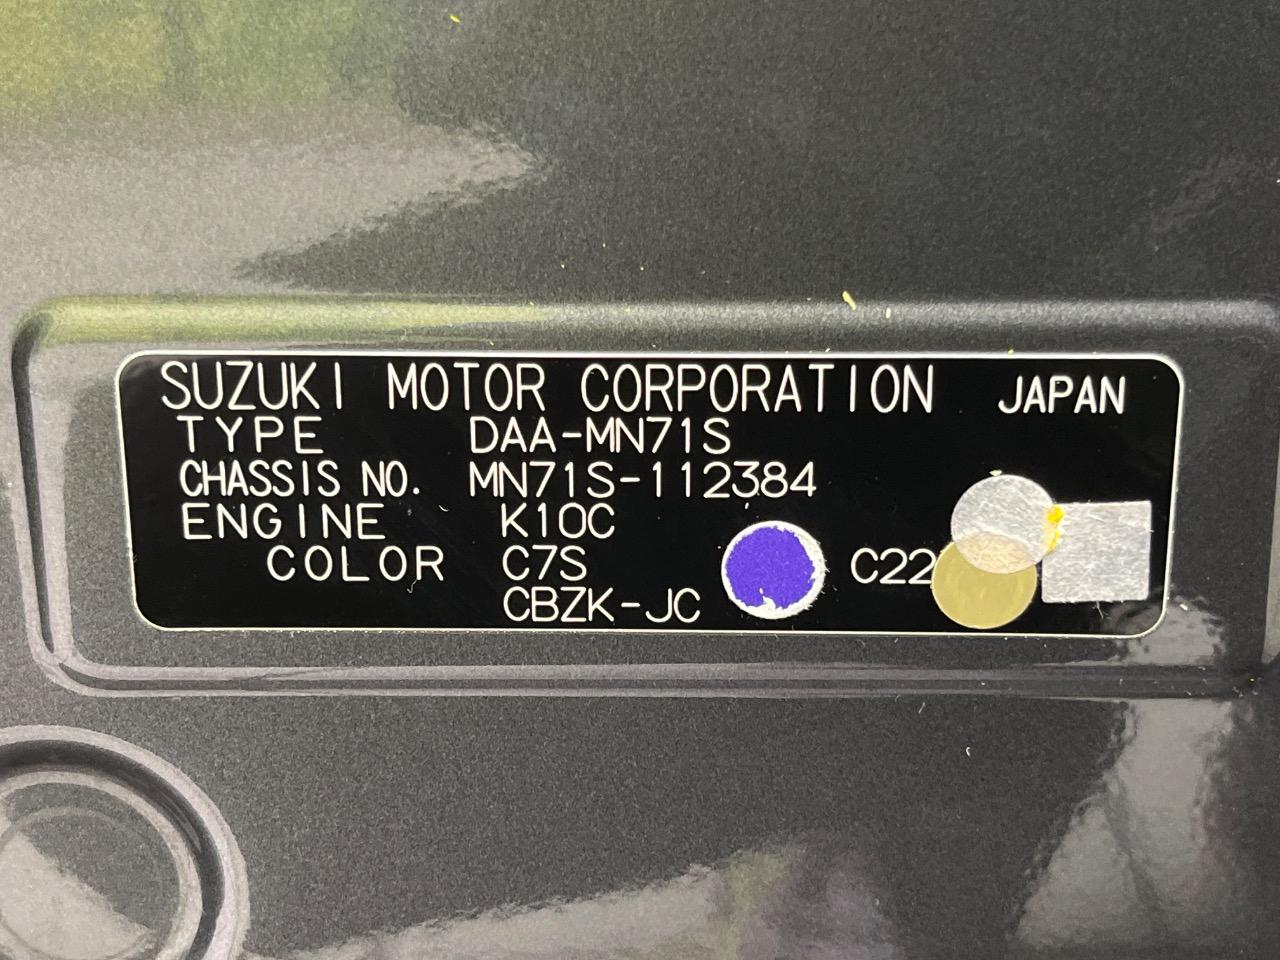 SUZUKI MOTOR CORPORATION JAPAN
TYPE DAA-MN71S
CHASSIS NO. MN71S-112384
ENGINE K10C
COLOR C7S C22
CBZK-JC